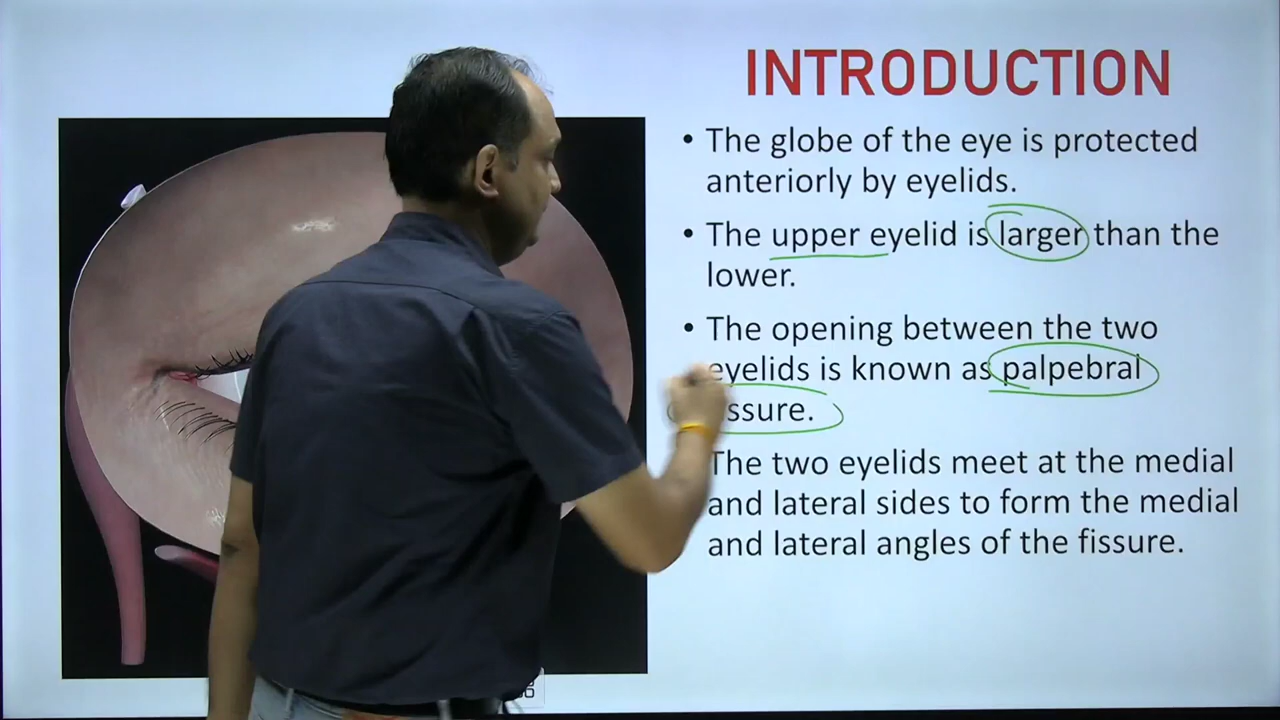 INTRODUCTION
• The globe of the eye is protected
anteriorly by eyelids.
• The upper eyelid is larger than the
lower.
• The opening between the two
eyelids is known as palpebral
ssure.
The two eyelids meet at the medial
and lateral sides to form the medial
and lateral angles of the fissure.